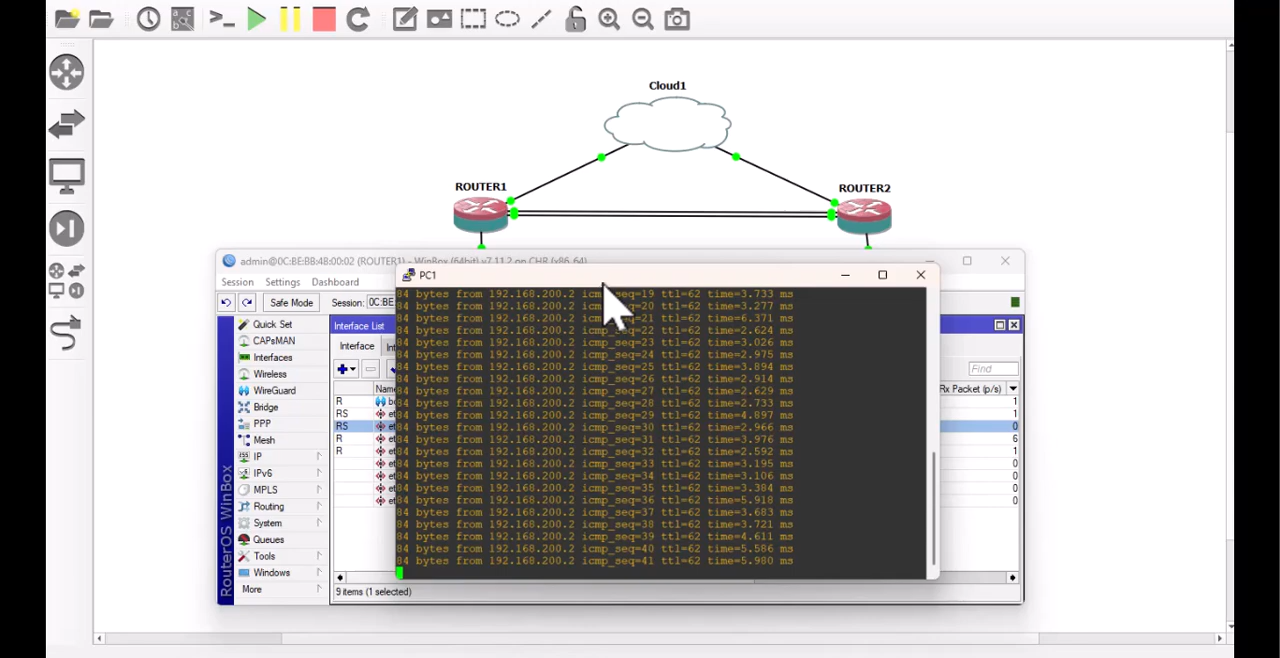 Cloud1
ROUTER1
ROUTER2
admin@0C:BE:BB:48:00:02 (ROUTER1) - WinBox (64bit) v7.11.2 on CHR (x86_64)
Session Settings Dashboard
Safe Mode Session: 0C:BE
PC1
Quick Set
CAPsMAN
Interfaces
Wireless
WireGuard
Bridge
PPP
Mesh
IP
IPv6
MPLS
Routing
System
Queues
Tools
Windows
More
RouterOS WinBox
Interface List
Interface
Nam
R
RS
RS
R
R
Find
Rx Packet (p/s)
1
1
0
6
1
0
0
0
0
9 items (1 selected)
84 bytes from 192.168.200.2 icmp_seq=19 ttl=62 time=3.733 ms
84 bytes from 192.168.200.2 icmp_seq=20 ttl=62 time=3.277 ms
84 bytes from 192.168.200.2 icmp_seq=21 ttl=62 time=6.371 ms
84 bytes from 192.168.200.2 icmp_seq=22 ttl=62 time=2.624 ms
84 bytes from 192.168.200.2 icmp_seq=23 ttl=62 time=3.026 ms
84 bytes from 192.168.200.2 icmp_seq=24 ttl=62 time=2.975 ms
84 bytes from 192.168.200.2 icmp_seq=25 ttl=62 time=3.894 ms
84 bytes from 192.168.200.2 icmp_seq=26 ttl=62 time=2.914 ms
84 bytes from 192.168.200.2 icmp_seq=27 ttl=62 time=2.629 ms
84 bytes from 192.168.200.2 icmp_seq=28 ttl=62 time=2.733 ms
84 bytes from 192.168.200.2 icmp_seq=29 ttl=62 time=4.897 ms
84 bytes from 192.168.200.2 icmp_seq=30 ttl=62 time=2.966 ms
84 bytes from 192.168.200.2 icmp_seq=31 ttl=62 time=3.976 ms
84 bytes from 192.168.200.2 icmp_seq=32 ttl=62 time=2.592 ms
84 bytes from 192.168.200.2 icmp_seq=33 ttl=62 time=3.195 ms
84 bytes from 192.168.200.2 icmp_seq=34 ttl=62 time=3.106 ms
84 bytes from 192.168.200.2 icmp_seq=35 ttl=62 time=3.384 ms
84 bytes from 192.168.200.2 icmp_seq=36 ttl=62 time=5.918 ms
84 bytes from 192.168.200.2 icmp_seq=37 ttl=62 time=3.683 ms
84 bytes from 192.168.200.2 icmp_seq=38 ttl=62 time=3.721 ms
84 bytes from 192.168.200.2 icmp_seq=39 ttl=62 time=4.611 ms
84 bytes from 192.168.200.2 icmp_seq=40 ttl=62 time=5.586 ms
84 bytes from 192.168.200.2 icmp_seq=41 ttl=62 time=5.980 ms